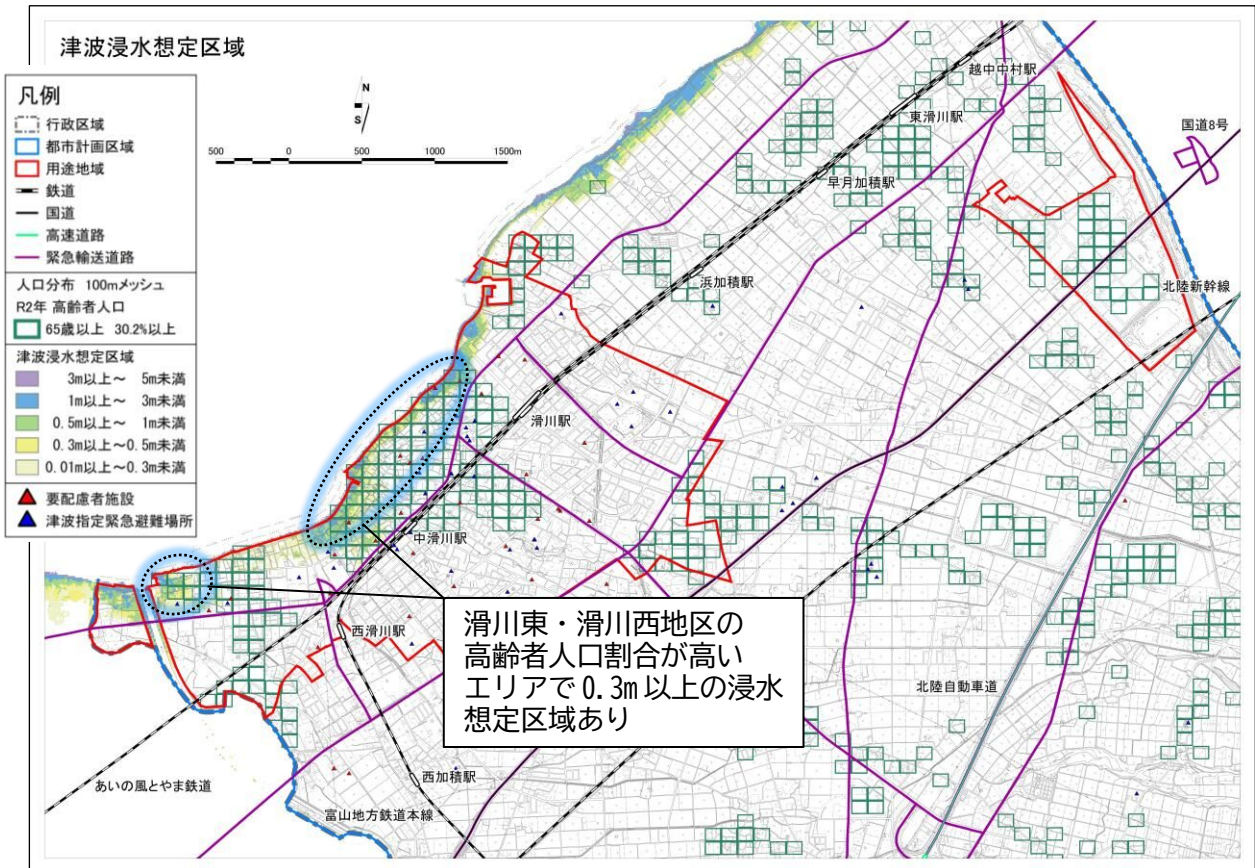 津波浸水想定区域
凡例
行政区域
都市計画区域
用途地域
鉄道
国道
高速道路
緊急輸送道路
人口分布 100mメッシュ
R2年 高齢者人口
65歳以上 30.2%以上
津波浸水想定区域
3m以上～ 5m未満
1m以上～ 3m未満
0.5m以上～ 1m未満
0.3m以上～0.5m未満
0.01m以上～0.3m未満
要配慮者施設
津波指定緊急避難場所
N
S
500 0 500 1000 1500m
越中中村駅
東滑川駅
国道8号
早月加積駅
浜加積駅
北陸新幹線
滑川駅
中滑川駅
西滑川駅
滑川東・滑川西地区の
高齢者人口割合が高い
エリアで0.3m以上の浸水
想定区域あり
北陸自動車道
西加積駅
あいの風とやま鉄道
富山地方鉄道本線